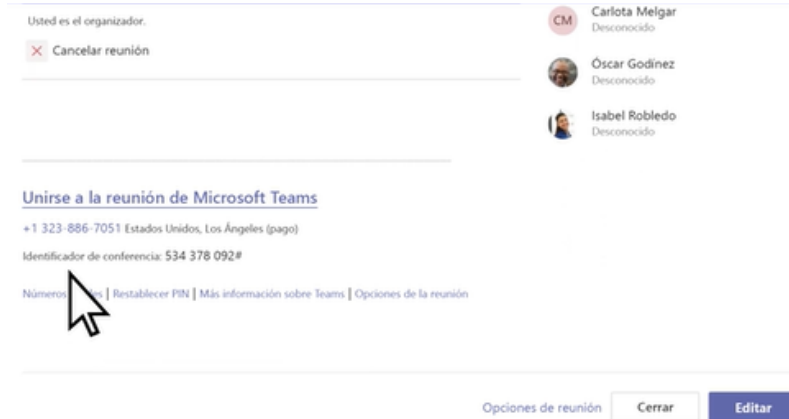 Usted es el organizador.
Cancelar reunión
CM
Carlota Melgar
Desconocido
Óscar Godínez
Desconocido
Isabel Robledo
Desconocido
Unirse a la reunión de Microsoft Teams
+1 323-886-7051 Estados Unidos, Los Ángeles (pago)
Identificador de conferencia: 534 378 092#
Números | Restablecer PIN | Más información sobre Teams | Opciones de la reunión
Opciones de reunión Cerrar Editar